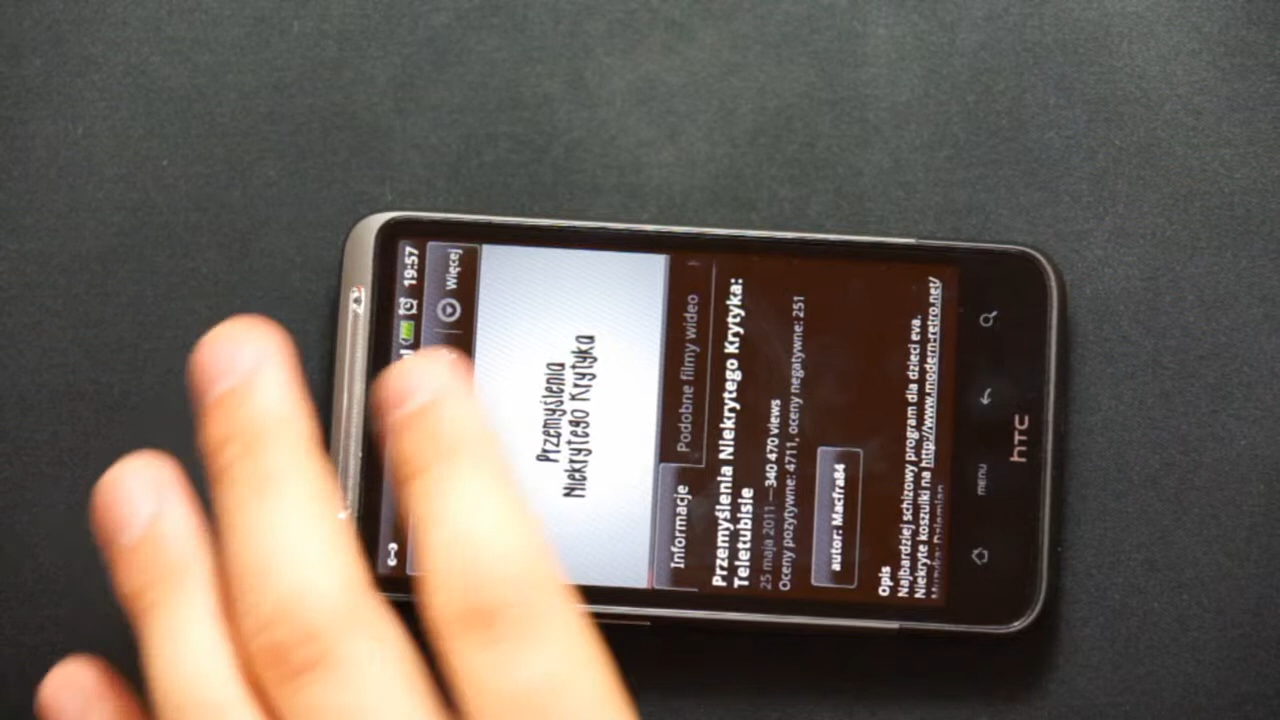 19:57
Więcej
Przemyślenia
Niekrytego Krytyka
Informacje
Podobne filmy wideo
Przemyślenia Niekrytego Krytyka:
Teletubisie
25 maja 2011 — 340 470 views
Oceny pozytywne: 4711, oceny negatywne: 251
autor: Macfra84
Opis
Najbardziej schizowy program dla dzieci eva.
Niekryte koszulki na http://www.modern-retro.net/
MENU
hTC